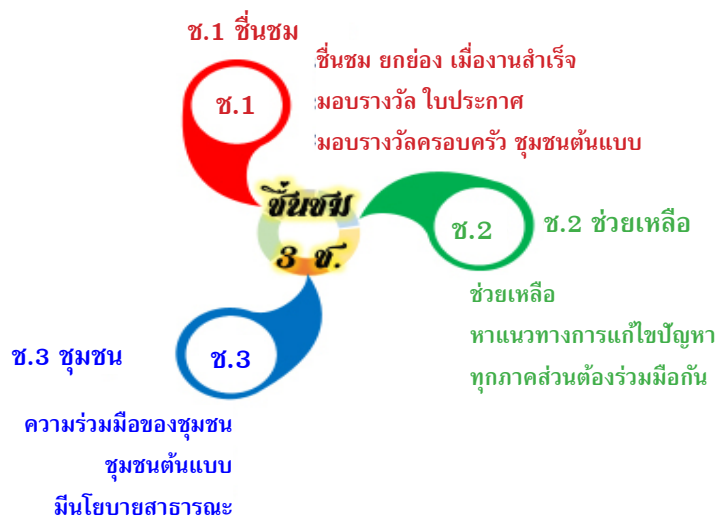 ช.1 ชื่นชม
ช.1
ชื่นชม ยกย่อง เมื่องานสำเร็จ
มอบรางวัล ใบประกาศ
มอบรางวัลครอบครัว ชุมชนต้นแบบ
ชื่นชม
3 ช.
ช.2
ช.2 ช่วยเหลือ
ช่วยเหลือ
หาแนวทางการแก้ไขปัญหา
ทุกภาคส่วนต้องร่วมมือกัน
ช.3 ชุมชน
ช.3
ความร่วมมือของชุมชน
ชุมชนต้นแบบ
มีนโยบายสาธารณะ